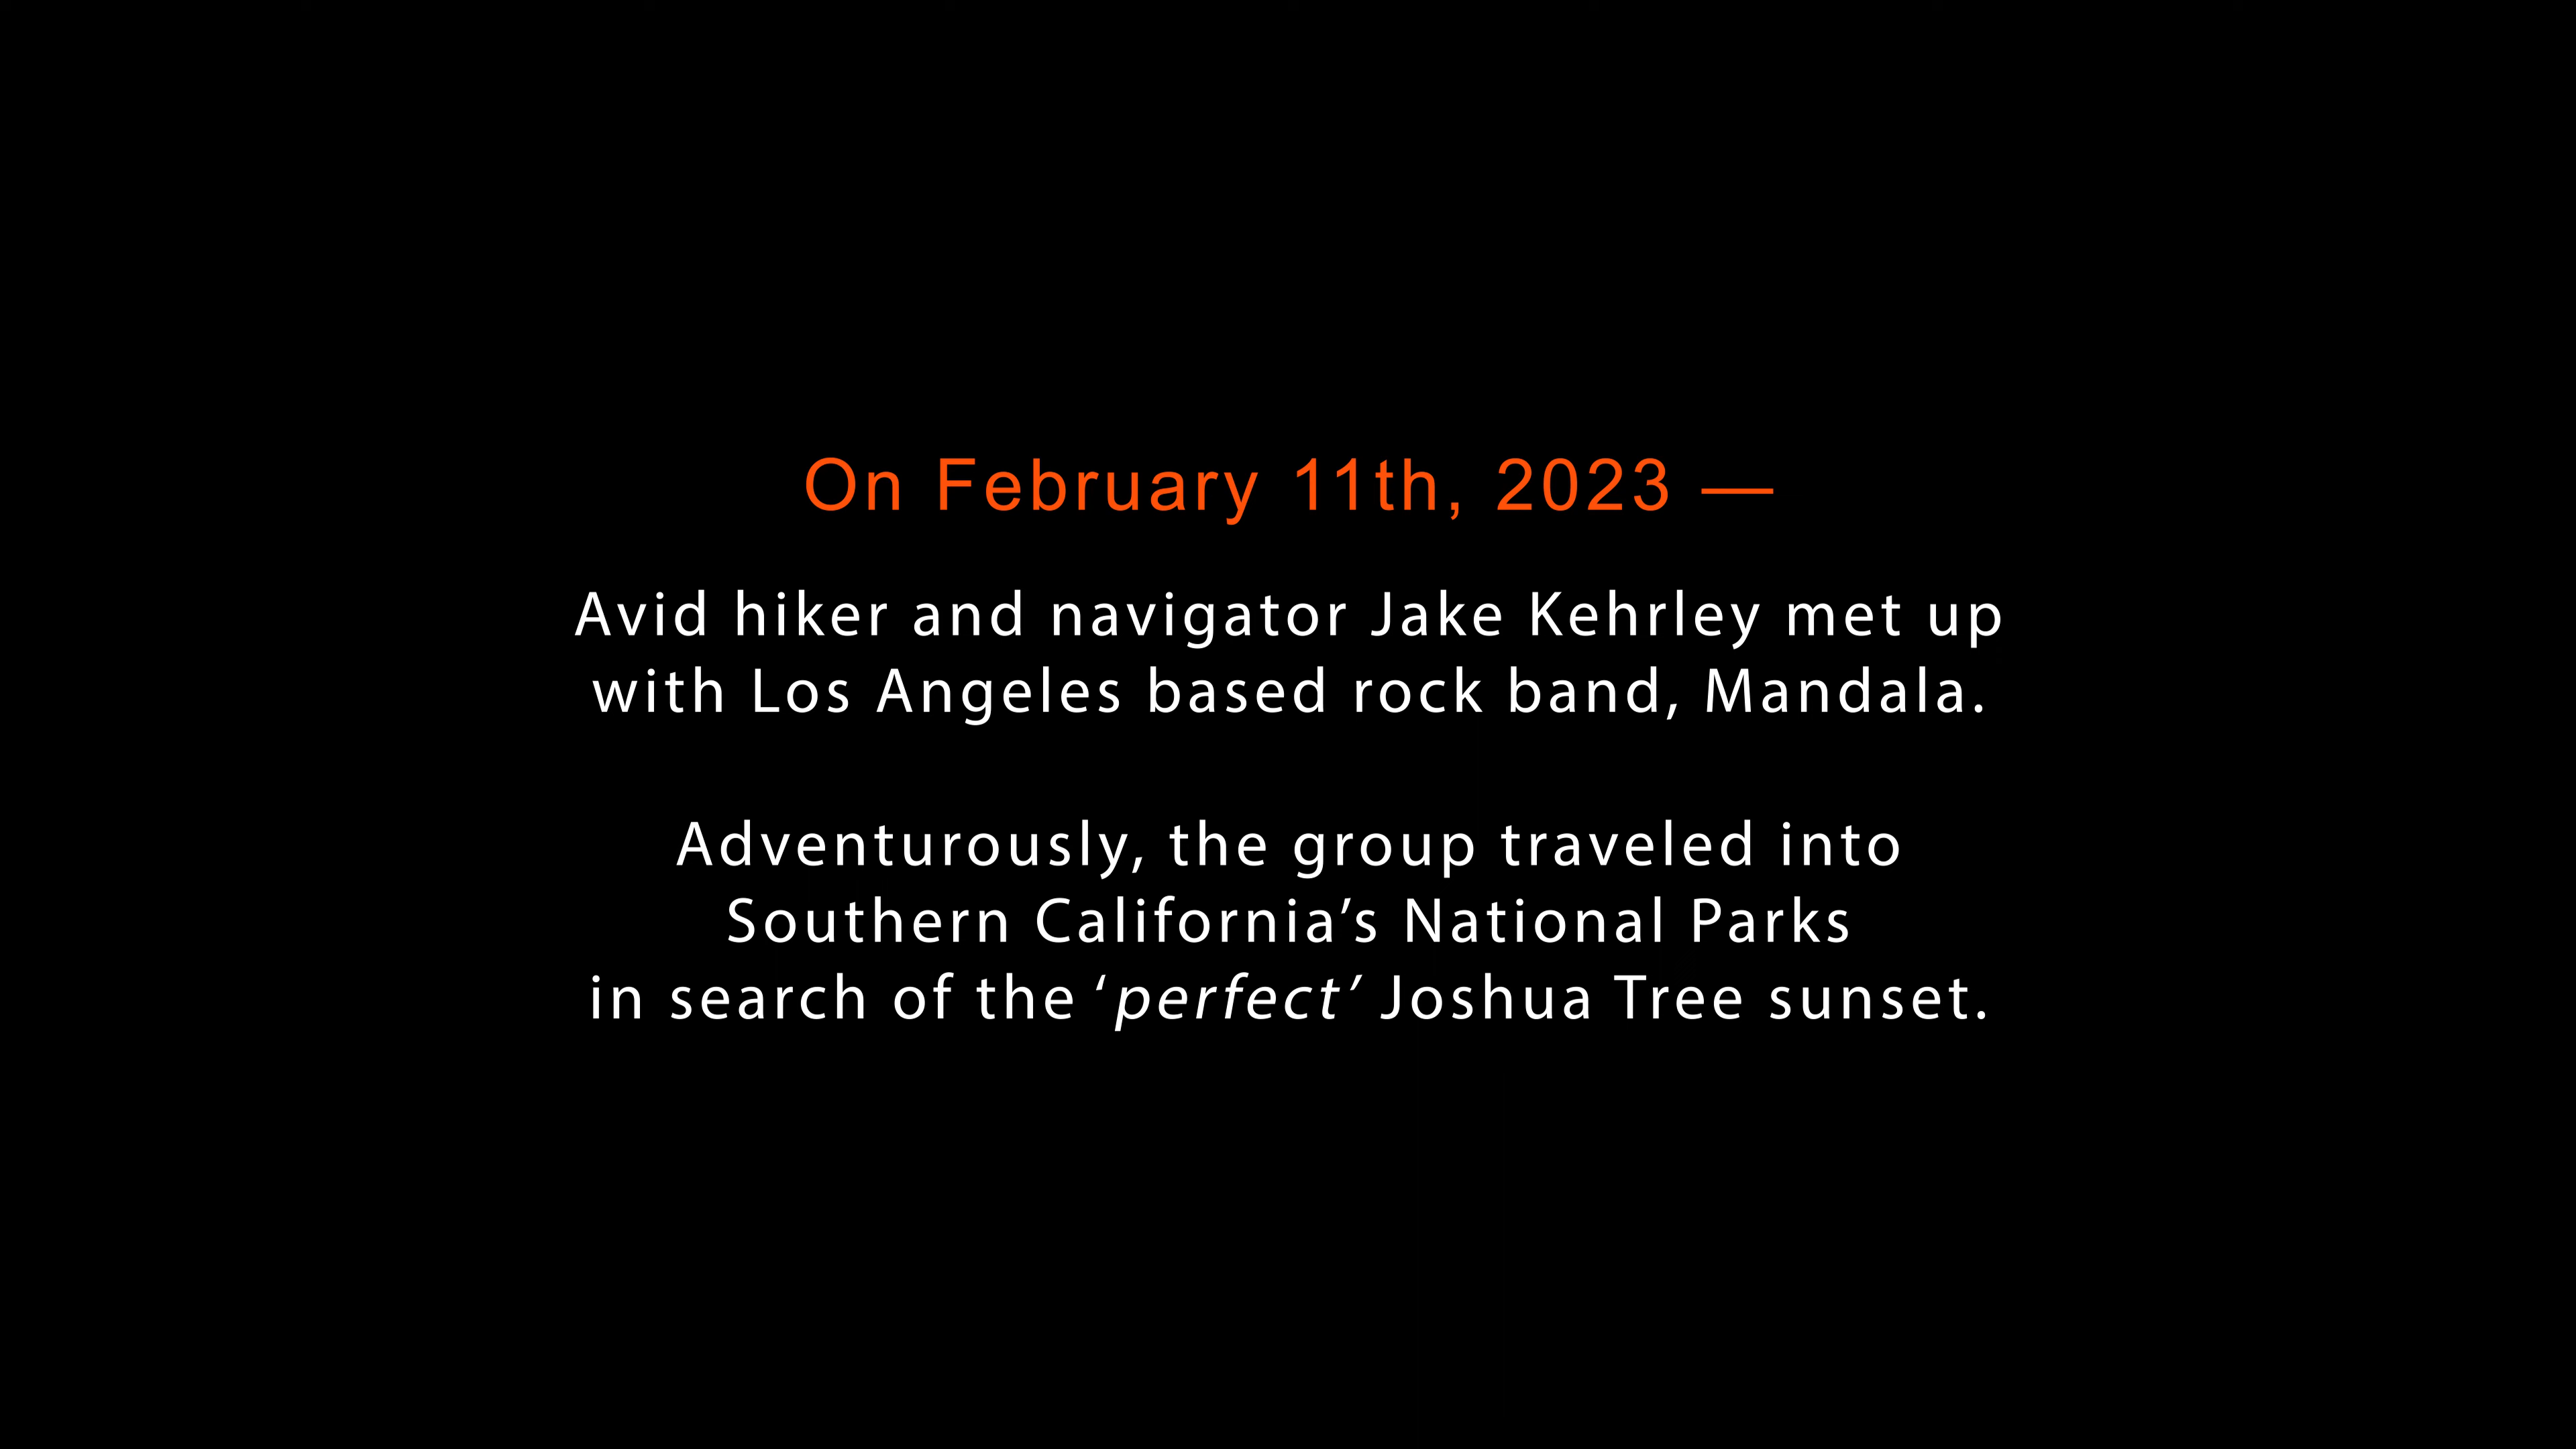 On February 11th, 2023 —
Avid hiker and navigator Jake Kehrley met up
with Los Angeles based rock band, Mandala.
Adventurously, the group traveled into
Southern California’s National Parks
in search of the ‘perfect’ Joshua Tree sunset.